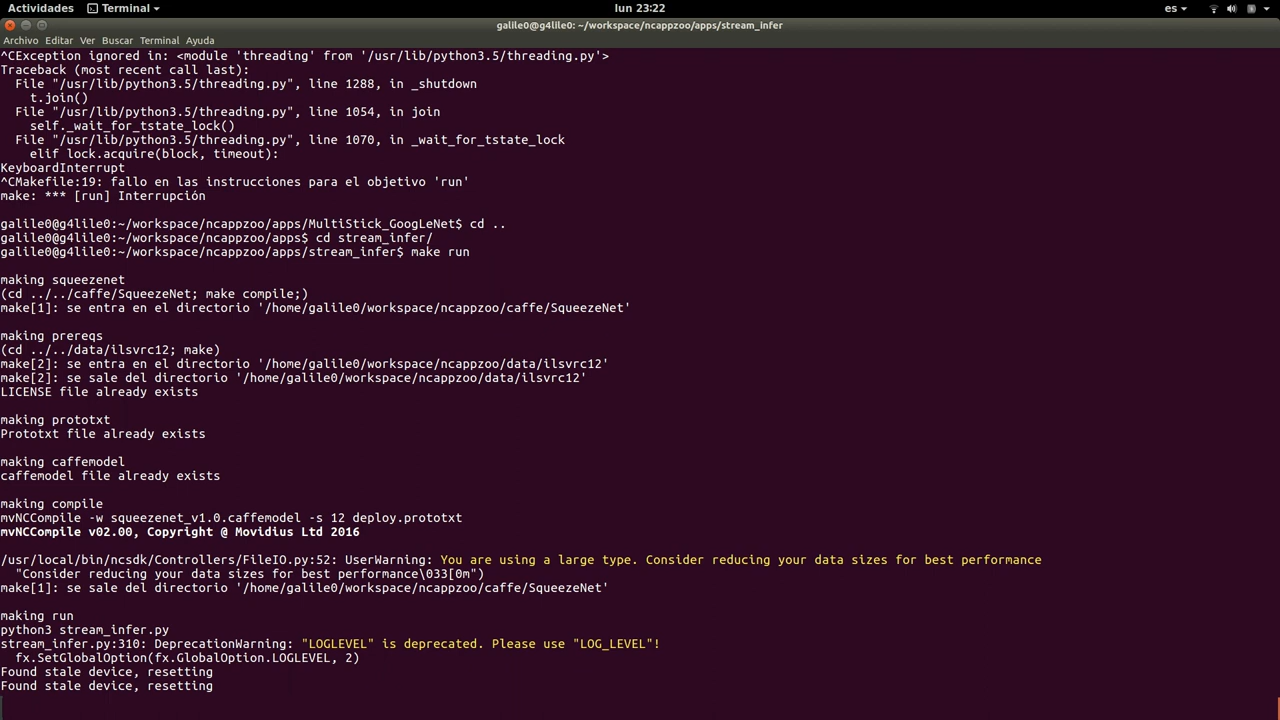 Actividades Terminal lun 23:22 es
galile0@g4lile0: ~/workspace/ncappzoo/apps/stream_infer
Archivo Editar Ver Buscar Terminal Ayuda
^CException ignored in: <module 'threading' from '/usr/lib/python3.5/threading.py'>
Traceback (most recent call last):
  File "/usr/lib/python3.5/threading.py", line 1288, in _shutdown
    t.join()
  File "/usr/lib/python3.5/threading.py", line 1054, in join
    self._wait_for_tstate_lock()
  File "/usr/lib/python3.5/threading.py", line 1070, in _wait_for_tstate_lock
    elif lock.acquire(block, timeout):
KeyboardInterrupt
^CMakefile:19: fallo en las instrucciones para el objetivo 'run'
make: *** [run] Interrupción
galile0@g4lile0:~/workspace/ncappzoo/apps/MultiStick_GoogLeNet$ cd ..
galile0@g4lile0:~/workspace/ncappzoo/apps$ cd stream_infer/
galile0@g4lile0:~/workspace/ncappzoo/apps/stream_infer$ make run
making squeezenet
(cd ../../caffe/SqueezeNet; make compile;)
make[1]: se entra en el directorio '/home/galile0/workspace/ncappzoo/caffe/SqueezeNet'
making prereqs
(cd ../../data/ilsvrc12; make)
make[2]: se entra en el directorio '/home/galile0/workspace/ncappzoo/data/ilsvrc12'
make[2]: se sale del directorio '/home/galile0/workspace/ncappzoo/data/ilsvrc12'
LICENSE file already exists
making prototxt
Prototxt file already exists
making caffemodel
caffemodel file already exists
making compile
mvNCCompile -w squeezenet_v1.0.caffemodel -s 12 deploy.prototxt
mvNCCompile v02.00, Copyright @ Movidius Ltd 2016
/usr/local/bin/ncsdk/Controllers/FileIO.py:52: UserWarning: You are using a large type. Consider reducing your data sizes for best performance
  "Consider reducing your data sizes for best performance\033[0m")
make[1]: se sale del directorio '/home/galile0/workspace/ncappzoo/caffe/SqueezeNet'
making run
python3 stream_infer.py
stream_infer.py:310: DeprecationWarning: "LOGLEVEL" is deprecated. Please use "LOG_LEVEL"!
  fx.SetGlobalOption(fx.GlobalOption.LOGLEVEL, 2)
Found stale device, resetting
Found stale device, resetting